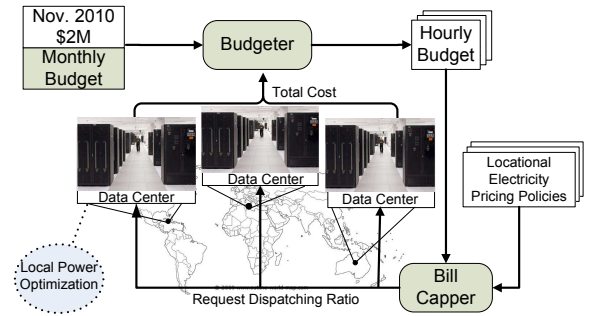 Nov. 2010
$2M
Monthly
Budget
Budgeter
Hourly
Budget
Total Cost
Data Center
Data Center
Data Center
Locational
Electricity
Pricing Policies
Local Power
Optimization
Bill
Capper
Request Dispatching Ratio